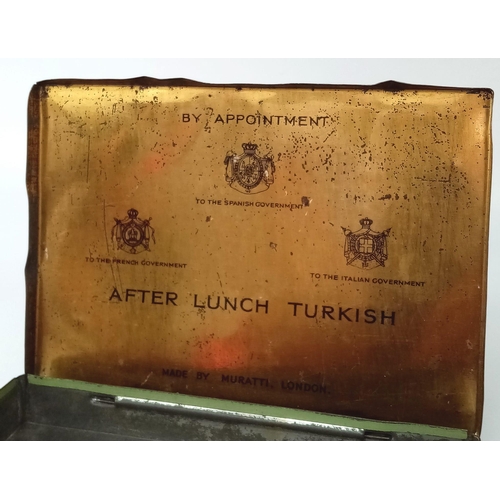 BY APPOINTMENT
TO THE SPANISH GOVERNMENT
TO THE FRENCH GOVERNMENT
TO THE ITALIAN GOVERNMENT
AFTER LUNCH TURKISH
MADE BY MURATTI, LONDON.